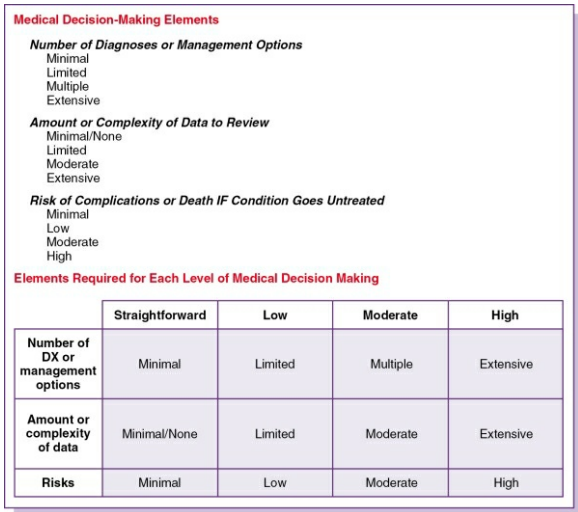 Medical Decision-Making Elements
Number of Diagnoses or Management Options
Minimal
Limited
Multiple
Extensive
Amount or Complexity of Data to Review
Minimal/None
Limited
Moderate
Extensive
Risk of Complications or Death IF Condition Goes Untreated
Minimal
Low
Moderate
High
Elements Required for Each Level of Medical Decision Making
Straightforward Low Moderate High
Number of
DX or
management
options
Minimal Limited Multiple Extensive
Amount or
complexity
of data
Minimal/None Limited Moderate Extensive
Risks Minimal Low Moderate High